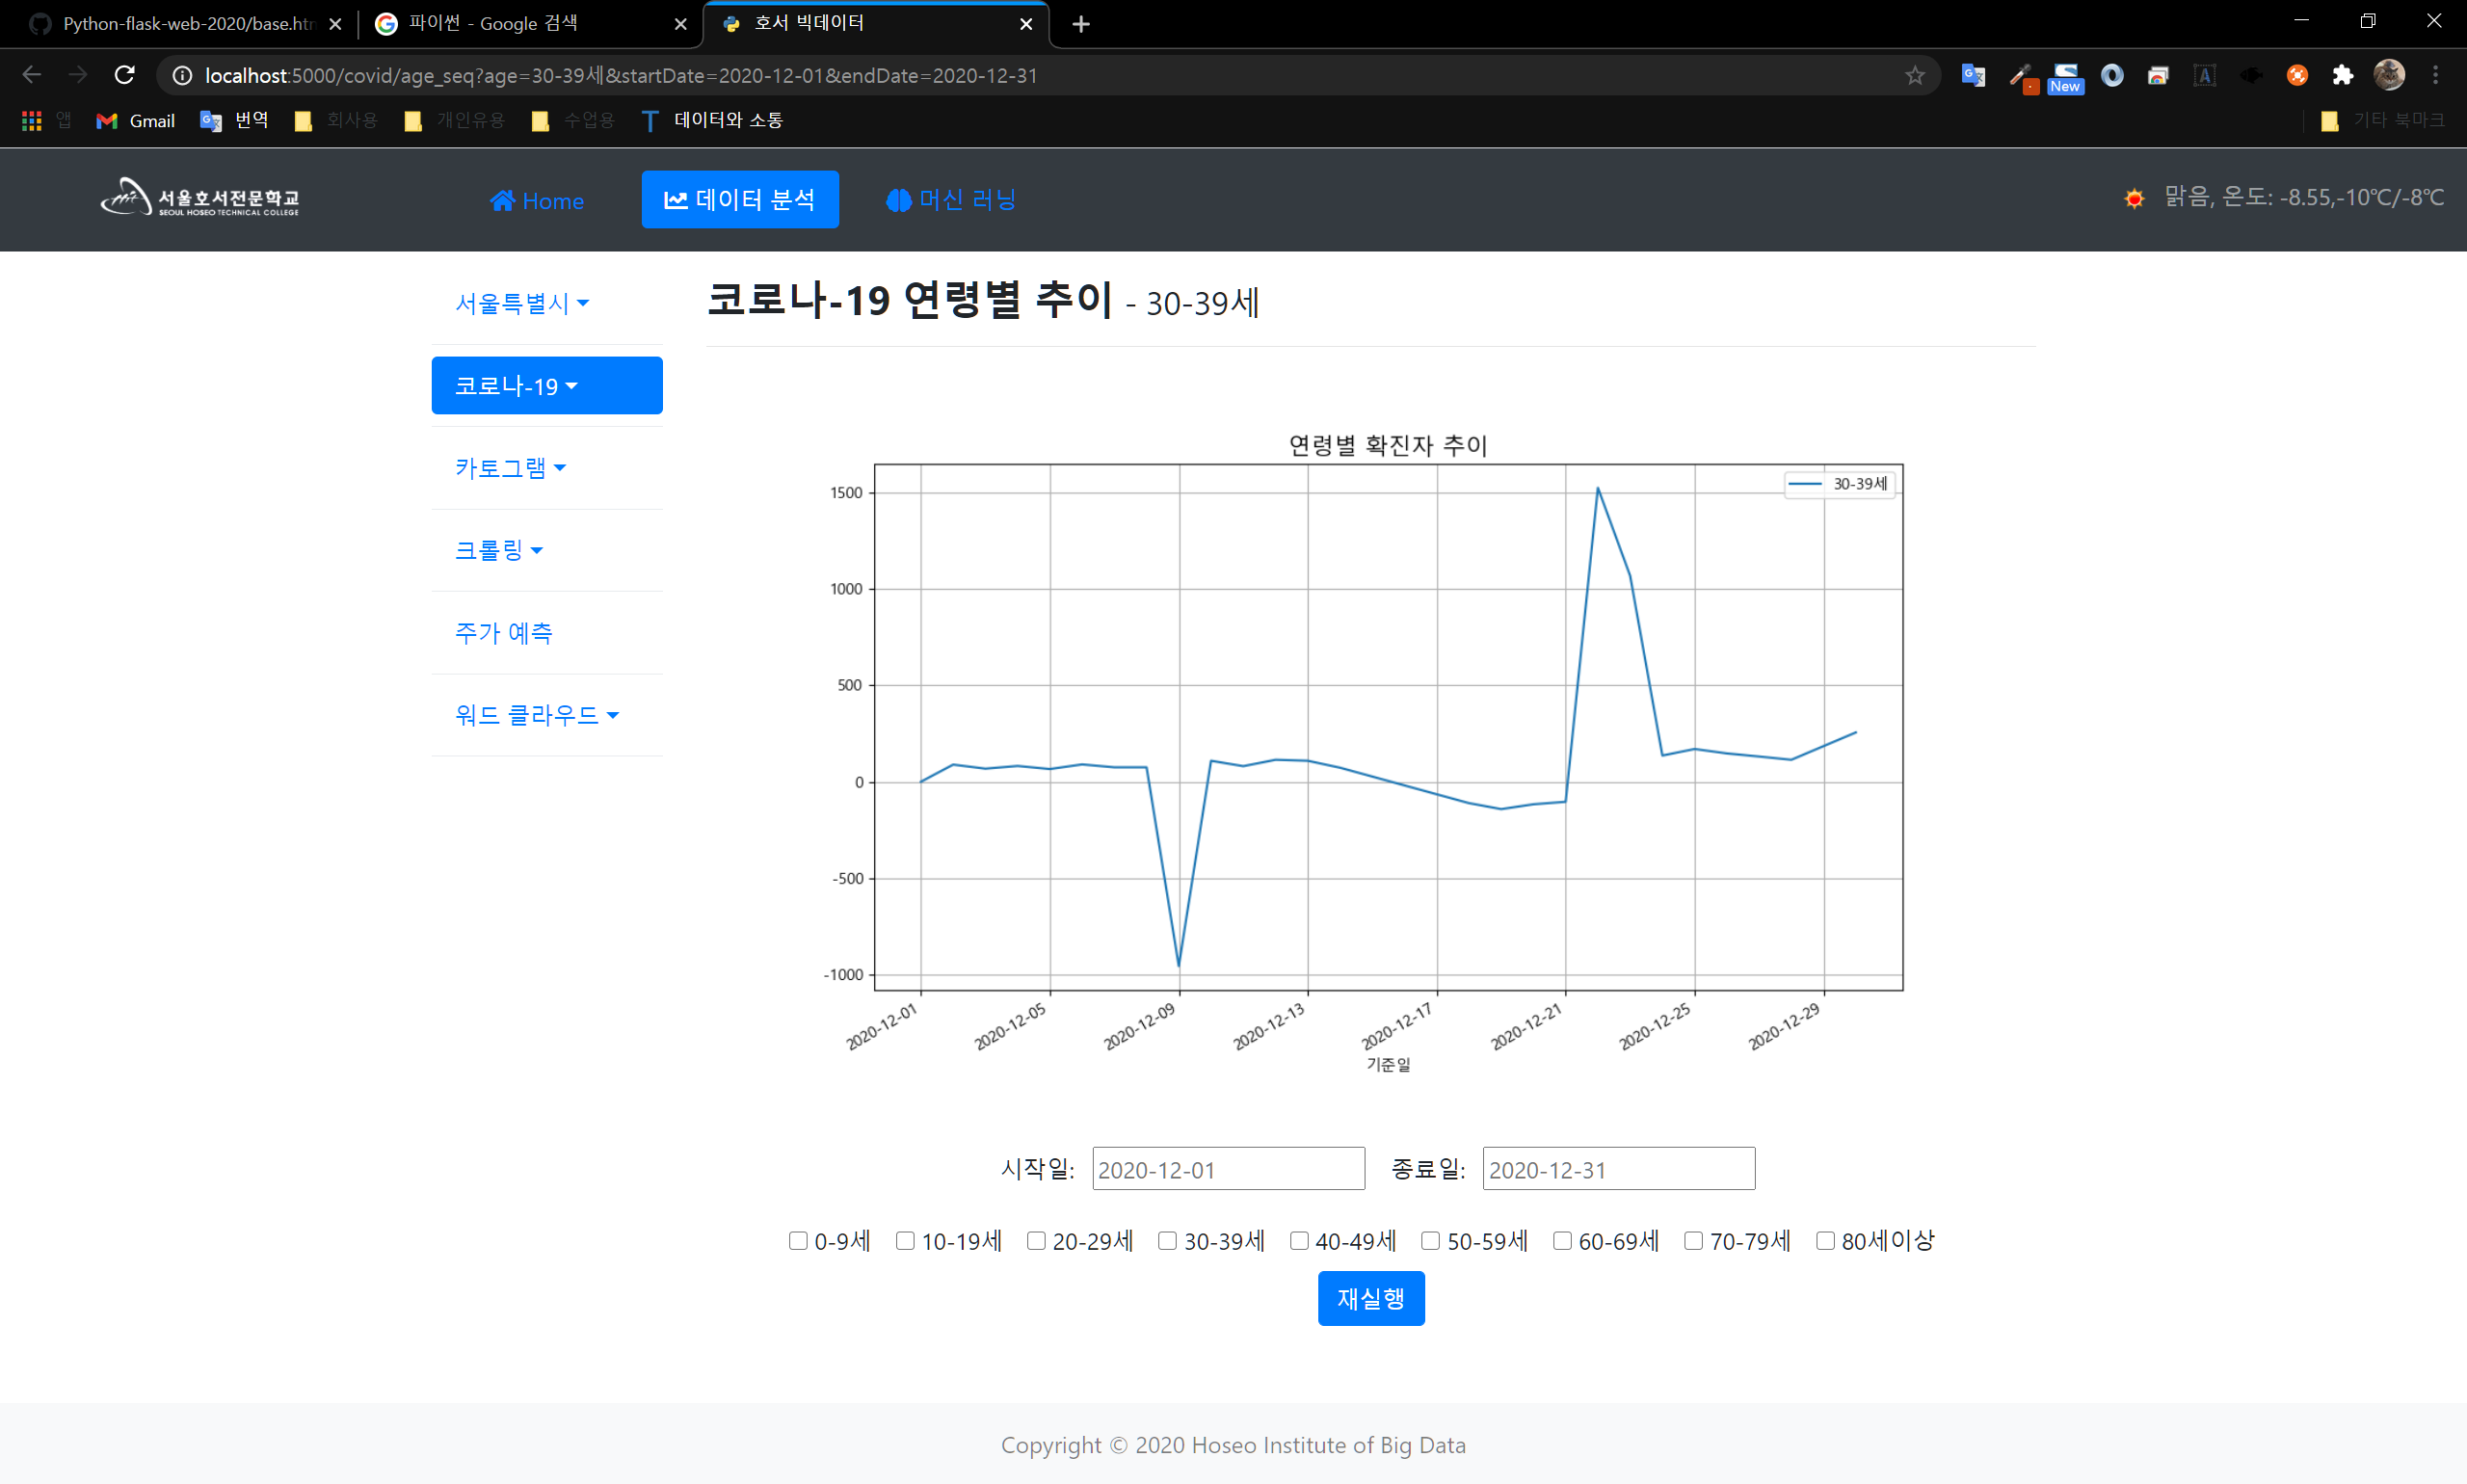 Python-flask-web-2020/base.htm
파이썬 - Google 검색
호서 빅데이터
localhost:5000/covid/age_seq?age=30-39세&startDate=2020-12-01&endDate=2020-12-31
New
앱
Gmail
번역
회사용
개인유용
수업용
데이터와 소통
기타 북마크
서울호서전문학교
SEOUL HOSEO TECHNICAL COLLEGE
Home
데이터 분석
머신 러닝
맑음, 온도: -8.55,-10℃/-8℃
서울특별시
코로나-19
카토그램
크롤링
주가 예측
워드 클라우드
코로나-19 연령별 추이 - 30-39세
연령별 확진자 추이
30-39세
1500
1000
500
0
-500
-1000
2020-12-01
2020-12-05
2020-12-09
2020-12-13
2020-12-17
2020-12-21
2020-12-25
2020-12-29
기준일
시작일: 2020-12-01 종료일: 2020-12-31
0-9세 10-19세 20-29세 30-39세 40-49세 50-59세 60-69세 70-79세 80세이상
재실행
Copyright © 2020 Hoseo Institute of Big Data